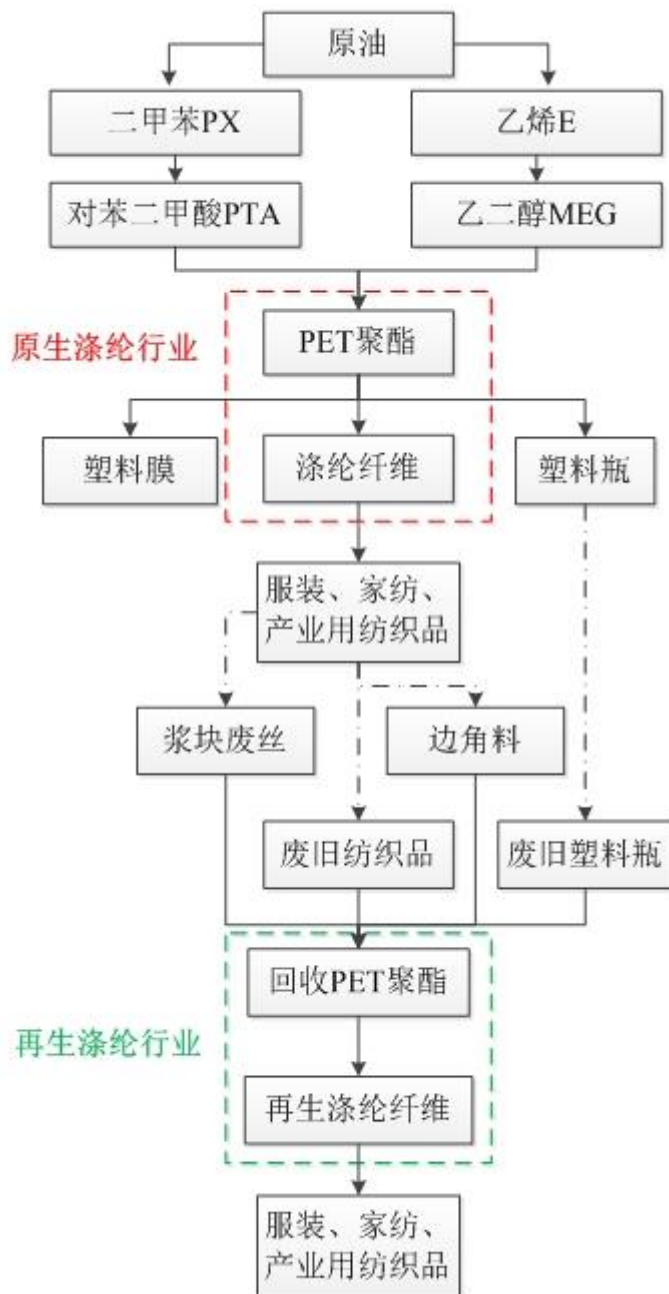 原油
二甲苯PX
乙烯E
对苯二甲酸PTA
乙二醇MEG
原生涤纶行业
PET聚酯
塑料膜
涤纶纤维
塑料瓶
服装、家纺、
产业用纺织品
浆块废丝
边角料
废旧纺织品
废旧塑料瓶
回收PET聚酯
再生涤纶行业
再生涤纶纤维
服装、家纺、
产业用纺织品